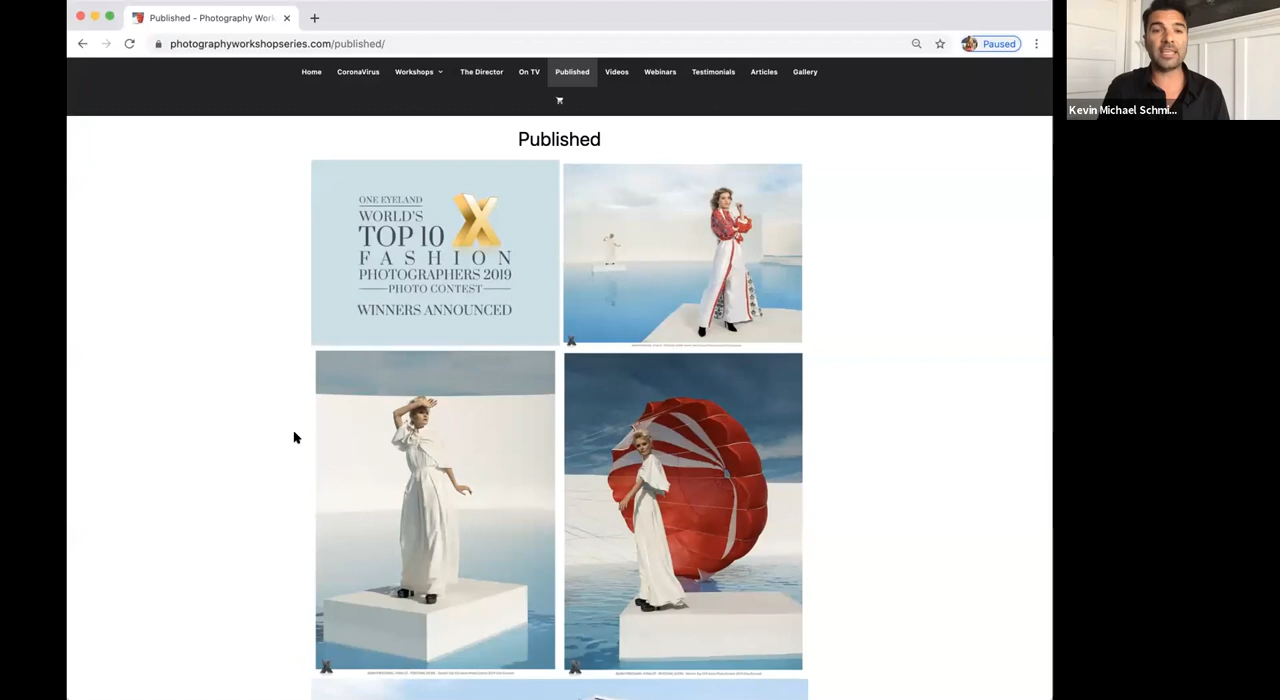 Published - Photography Work
photographyworkshopseries.com/published/
Paused
Home CoronaVirus Workshops The Director On TV Published Videos Webinars Testimonials Articles Gallery
Kevin Michael Schmi...
Published
ONE EYELAND
WORLD'S
TOP 10 X
FASHION
PHOTOGRAPHERS 2019
PHOTO CONTEST
WINNERS ANNOUNCED